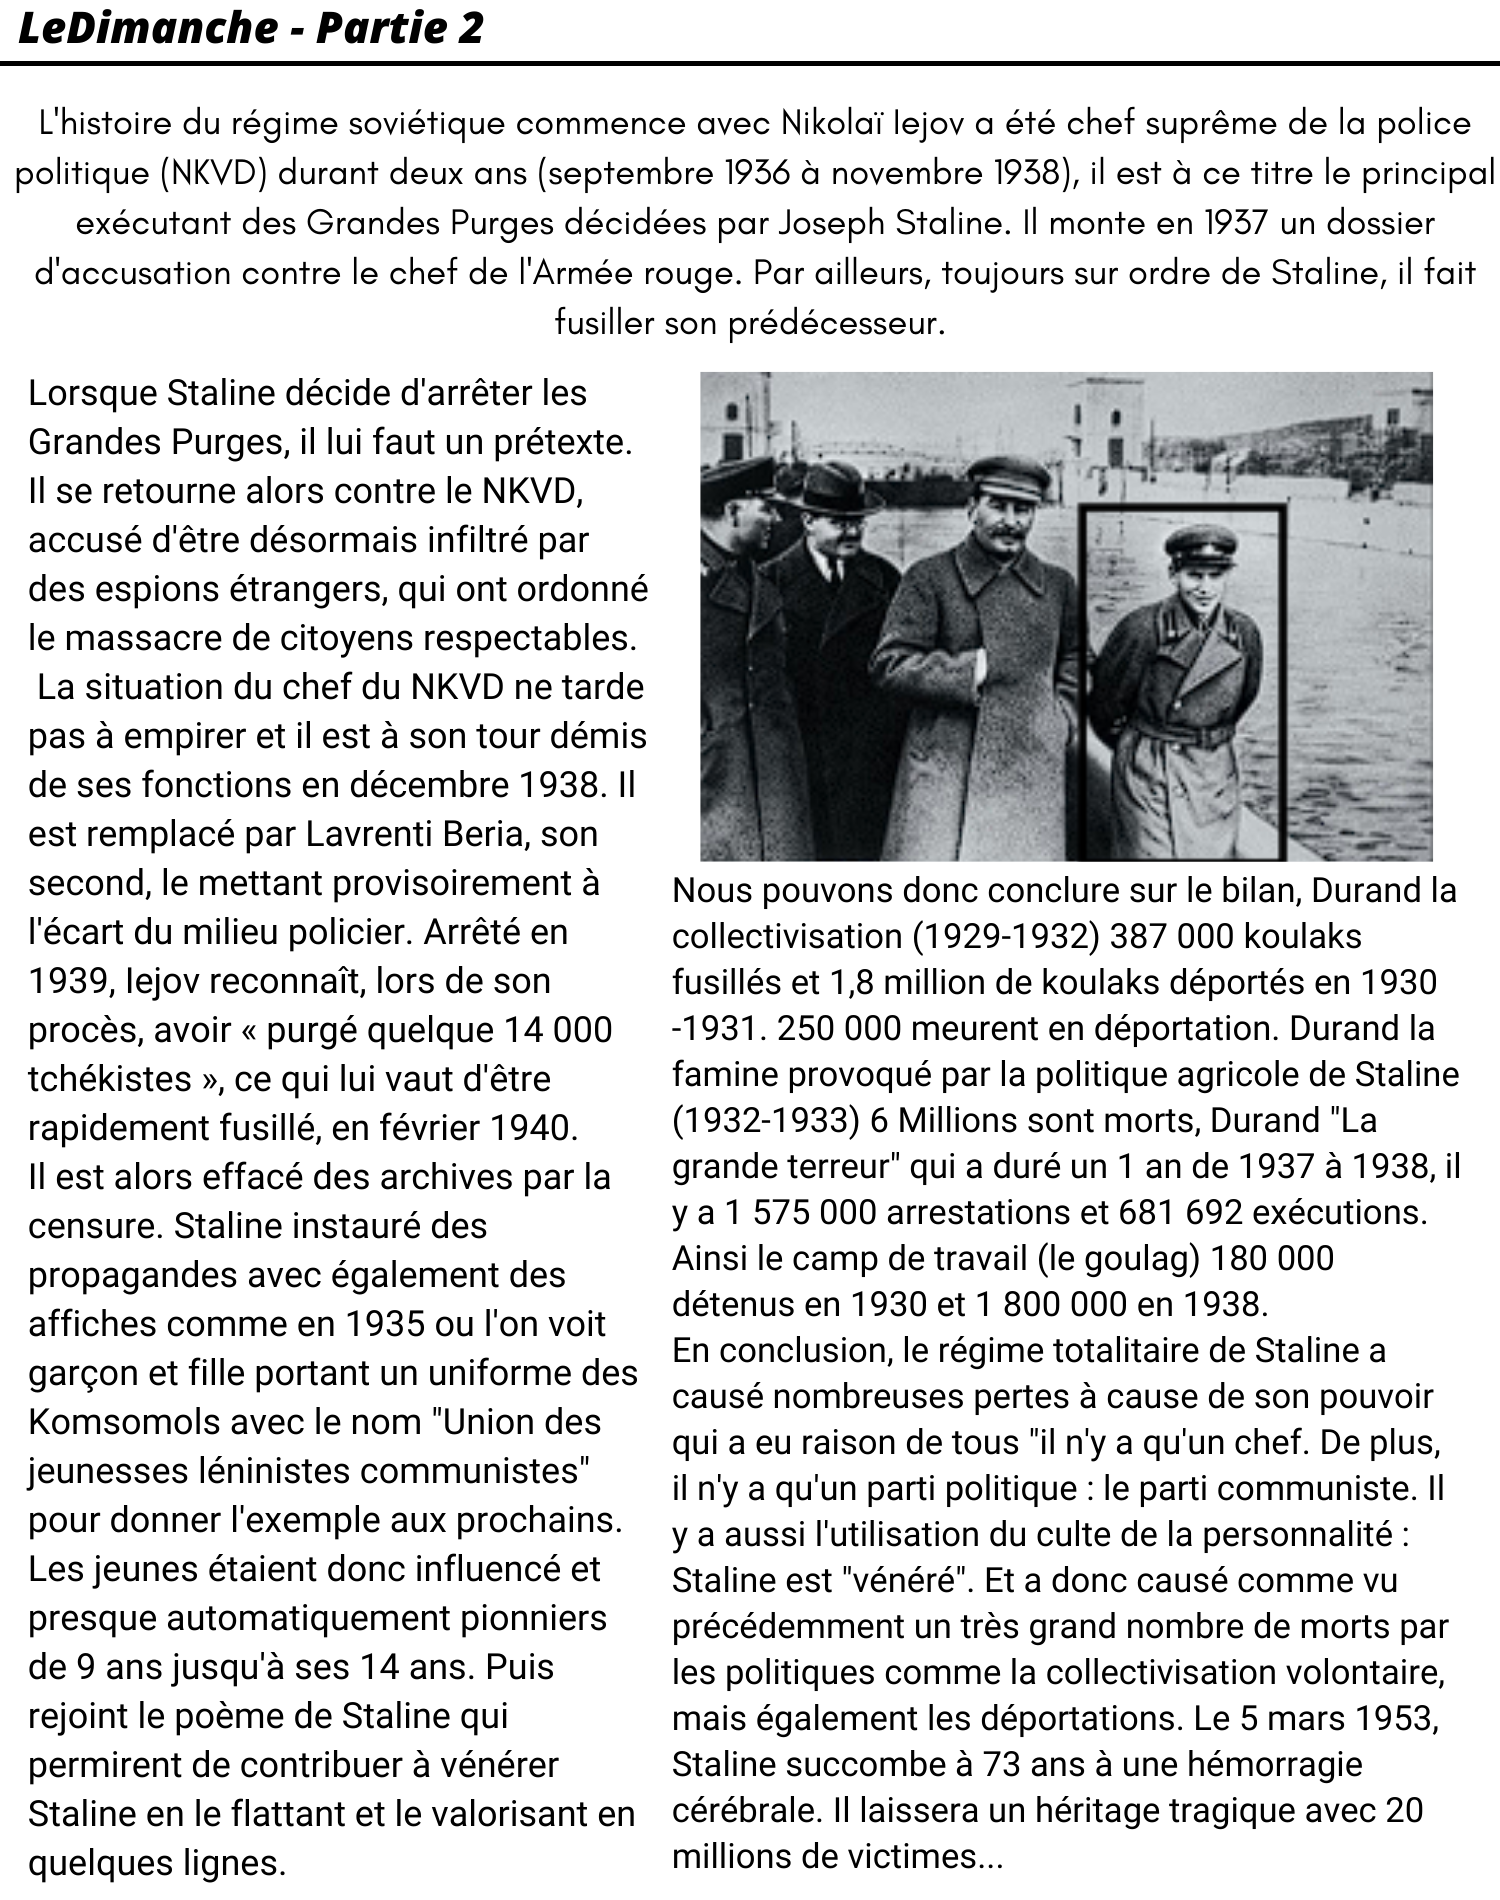 LeDimanche - Partie 2
L'histoire du régime soviétique commence avec Nikolaï Iejov a été chef suprême de la police
politique (NKVD) durant deux ans (septembre 1936 à novembre 1938), il est à ce titre le principal
exécutant des Grandes Purges décidées par Joseph Staline. Il monte en 1937 un dossier
d'accusation contre le chef de l'Armée rouge. Par ailleurs, toujours sur ordre de Staline, il fait
fusiller son prédécesseur.
Lorsque Staline décide d'arrêter les
Grandes Purges, il lui faut un prétexte.
Il se retourne alors contre le NKVD,
accusé d'être désormais infiltré par
des espions étrangers, qui ont ordonné
le massacre de citoyens respectables.
La situation du chef du NKVD ne tarde
pas à empirer et il est à son tour démis
de ses fonctions en décembre 1938. Il
est remplacé par Lavrenti Beria, son
second, le mettant provisoirement à
l'écart du milieu policier. Arrêté en
1939, Iejov reconnaît, lors de son
procès, avoir « purgé quelque 14 000
tchékistes », ce qui lui vaut d'être
rapidement fusillé, en février 1940.
Il est alors effacé des archives par la
censure. Staline instauré des
propagandes avec également des
affiches comme en 1935 ou l'on voit
garçon et fille portant un uniforme des
Komsomols avec le nom "Union des
jeunesses léninistes communistes"
pour donner l'exemple aux prochains.
Les jeunes étaient donc influencé et
presque automatiquement pionniers
de 9 ans jusqu'à ses 14 ans. Puis
rejoint le poème de Staline qui
permirent de contribuer à vénérer
Staline en le flattant et le valorisant en
quelques lignes.
Nous pouvons donc conclure sur le bilan, Durand la
collectivisation (1929-1932) 387 000 koulaks
fusillés et 1,8 million de koulaks déportés en 1930
-1931. 250 000 meurent en déportation. Durand la
famine provoqué par la politique agricole de Staline
(1932-1933) 6 Millions sont morts, Durand "La
grande terreur" qui a duré un 1 an de 1937 à 1938, il
y a 1 575 000 arrestations et 681 692 exécutions.
Ainsi le camp de travail (le goulag) 180 000
détenus en 1930 et 1 800 000 en 1938.
En conclusion, le régime totalitaire de Staline a
causé nombreuses pertes à cause de son pouvoir
qui a eu raison de tous "il n'y a qu'un chef. De plus,
il n'y a qu'un parti politique : le parti communiste. Il
y a aussi l'utilisation du culte de la personnalité :
Staline est "vénéré". Et a donc causé comme vu
précédemment un très grand nombre de morts par
les politiques comme la collectivisation volontaire,
mais également les déportations. Le 5 mars 1953,
Staline succombe à 73 ans à une hémorragie
cérébrale. Il laissera un héritage tragique avec 20
millions de victimes...